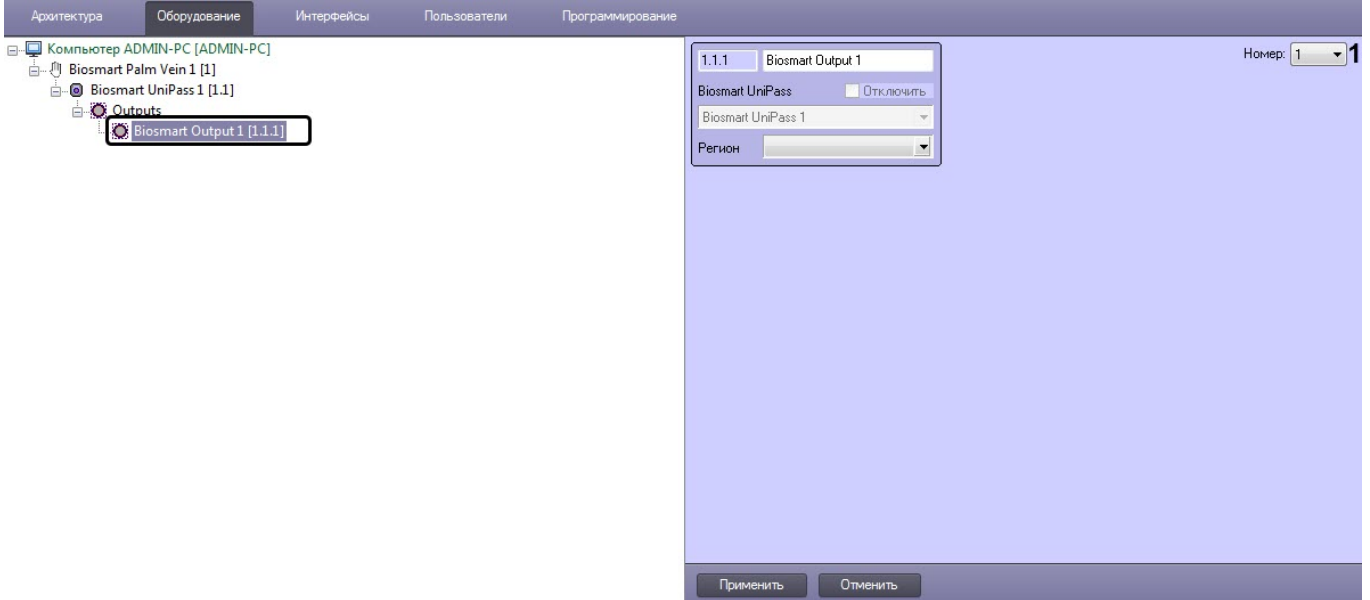 Архитектура Оборудование Интерфейсы Пользователи Программирование
Компьютер ADMIN-PC [ADMIN-PC]
Biosmart Palm Vein 1 [1]
Biosmart UniPass 1 [1.1]
Outputs
Biosmart Output 1 [1.1.1]
1.1.1 Biosmart Output 1
Biosmart UniPass Отключить
Biosmart UniPass 1
Регион
Номер: 1 1
Применить Отменить